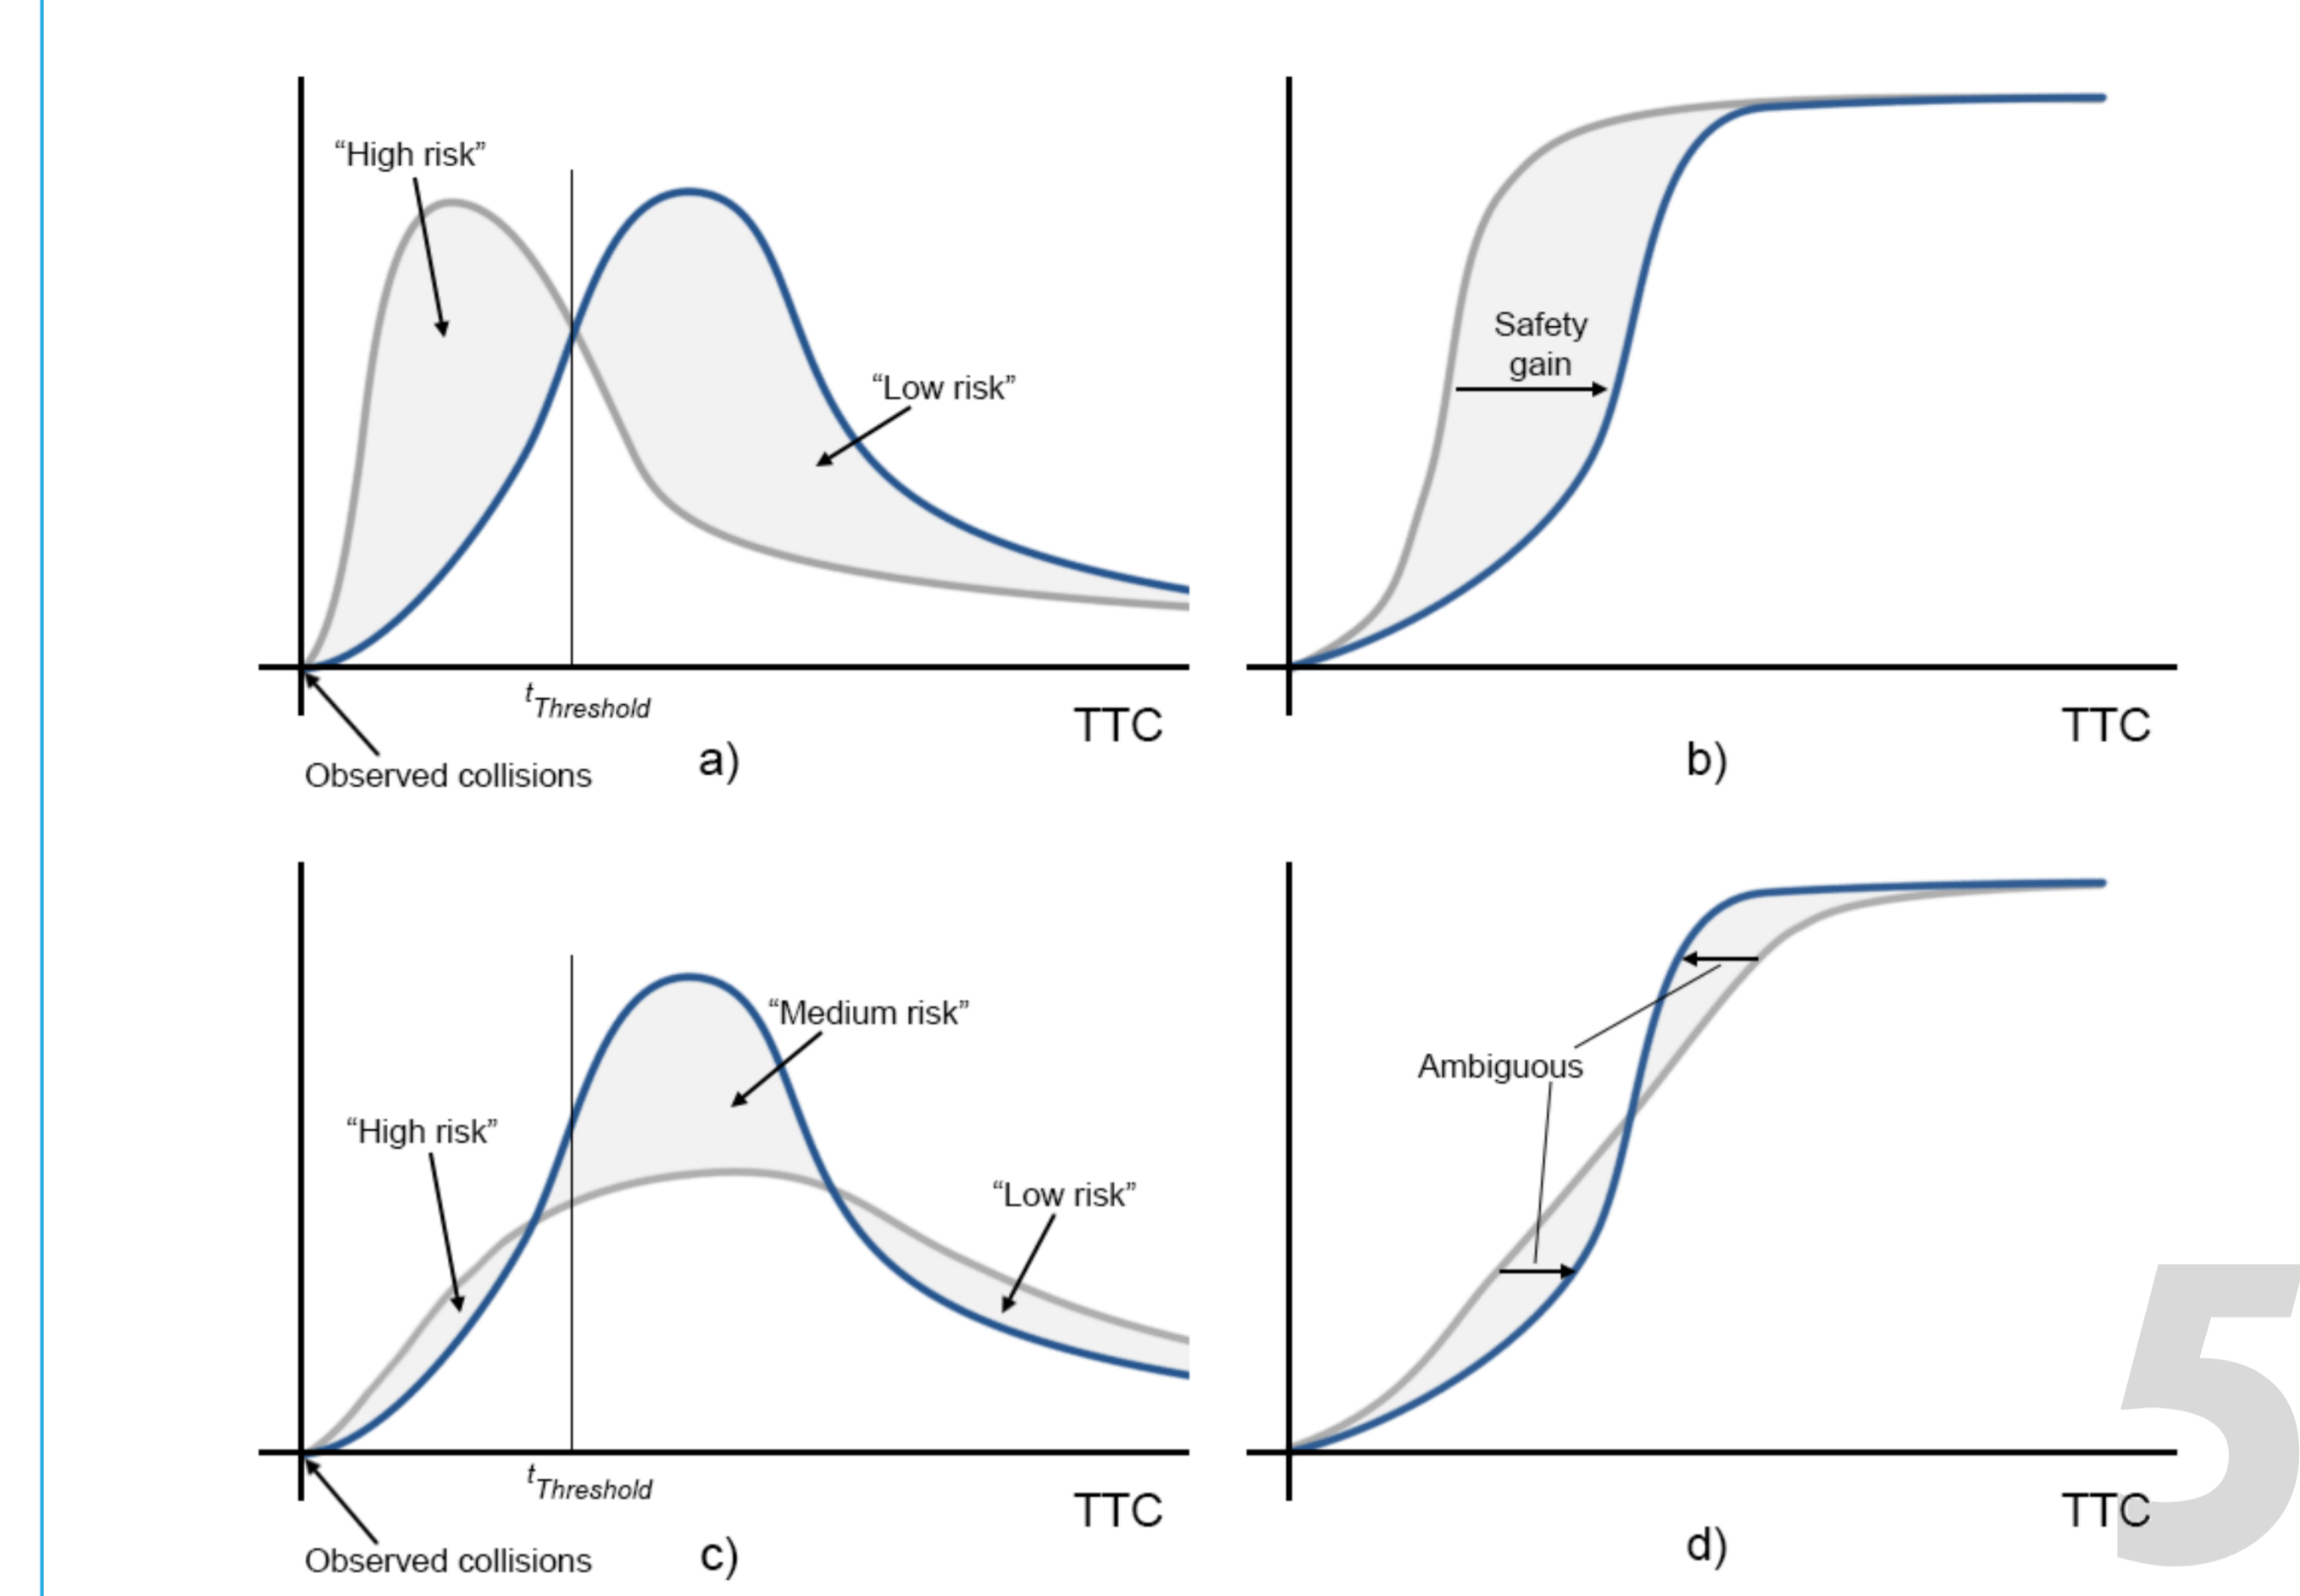 “High risk”
“Low risk”
tThreshold
TTC
Observed collisions
a)
Safety
gain
TTC
b)
“Medium risk”
“High risk”
“Low risk”
tThreshold
TTC
Observed collisions
c)
Ambiguous
TTC
d)
5